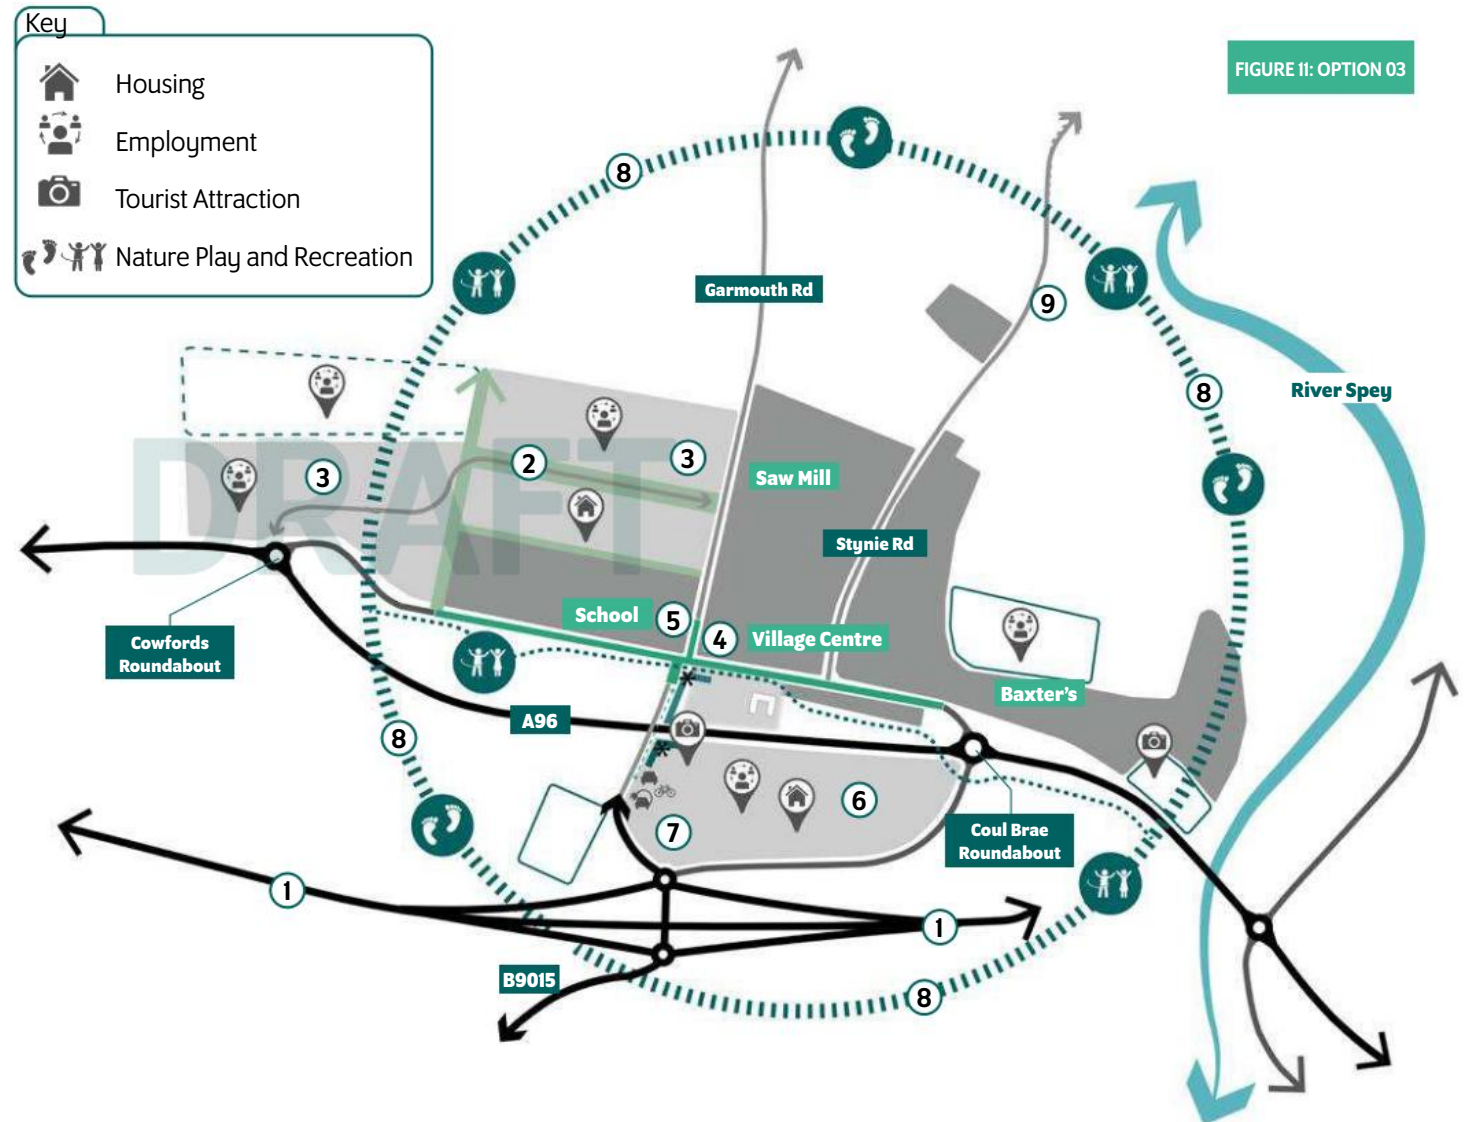 Key
Housing
Employment
Tourist Attraction
Nature Play and Recreation
FIGURE 11: OPTION 03
8
Garmouth Rd
9
River Spey
8
DRAFT
3
2
3
Saw Mill
Stynie Rd
School
5
4
Village Centre
Cowfords
Roundabout
Baxter's
A96
8
6
7
Coul Brae
Roundabout
1
1
B9015
8